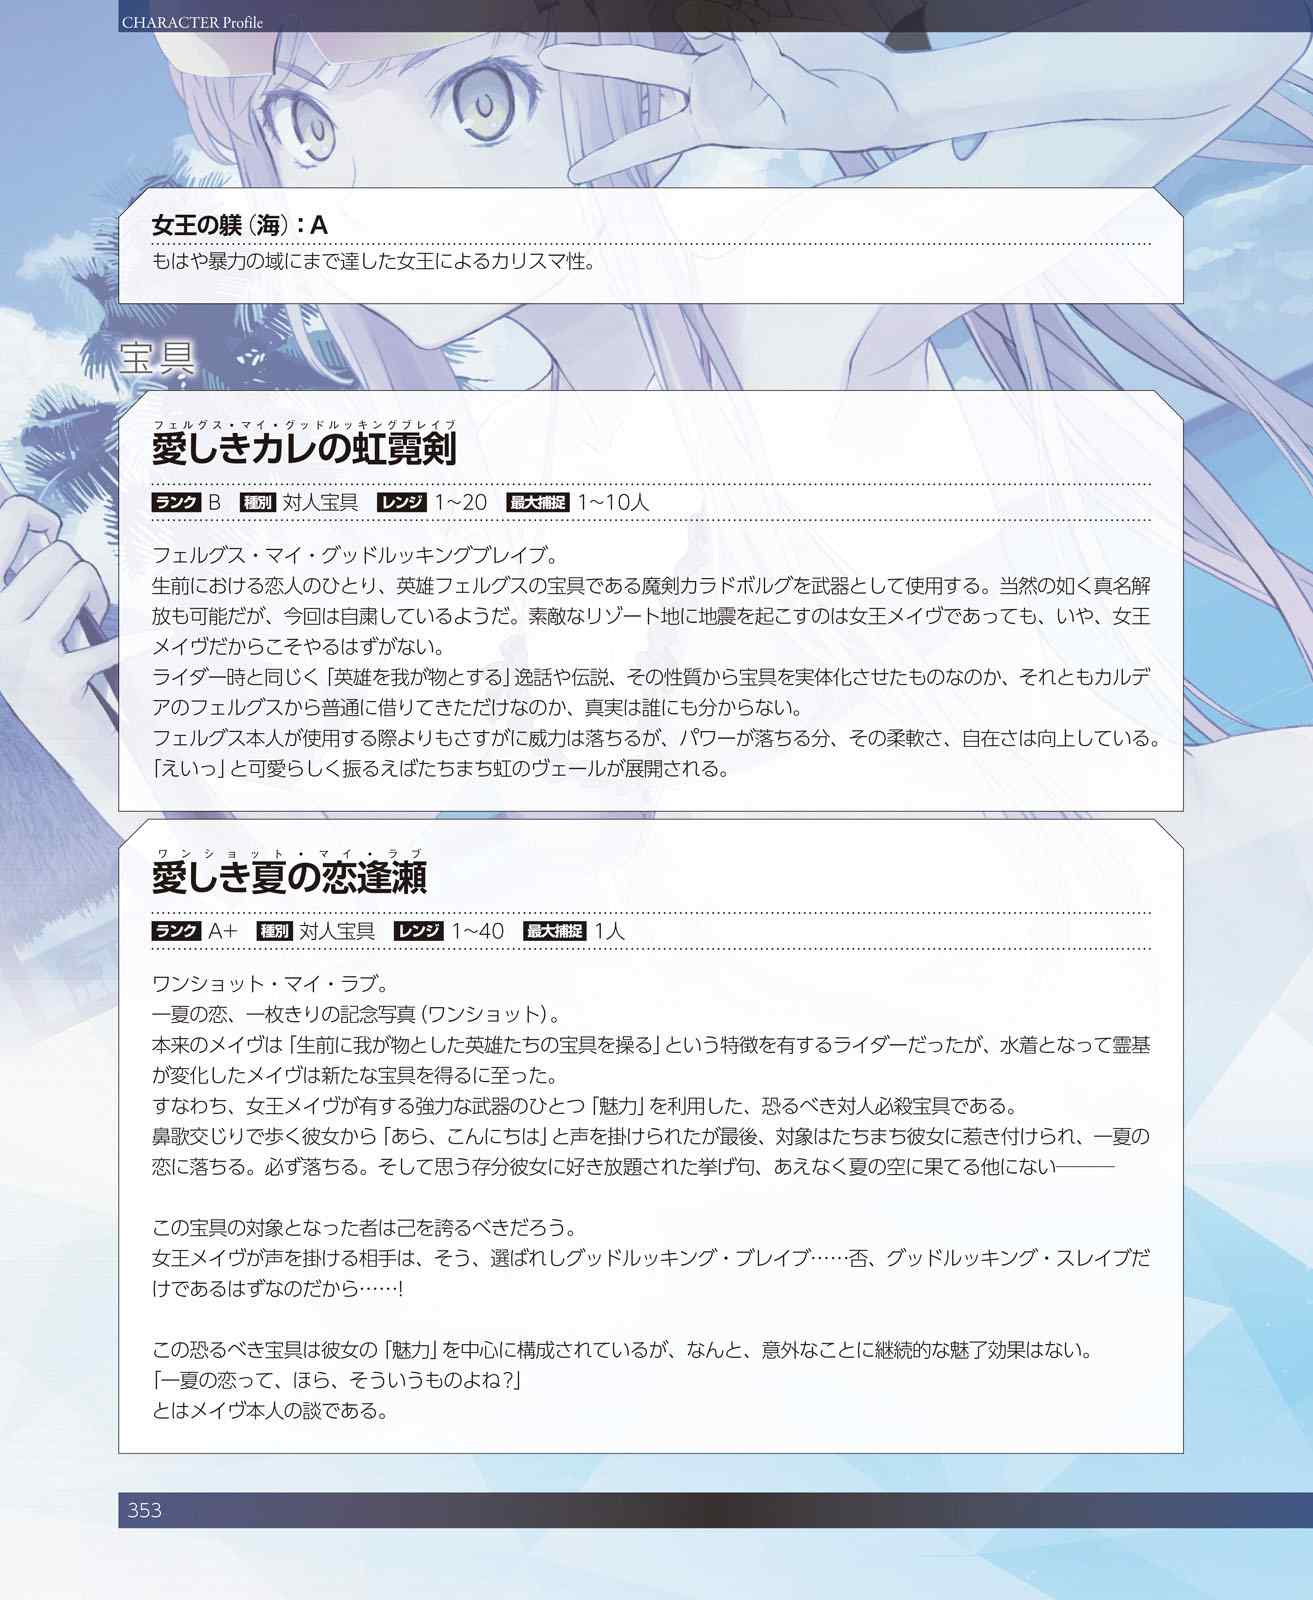 CHARACTER Profile
女王の躾（海）：A
もはや暴力の域にまで達した女王によるカリスマ性。
宝具
フェルグス・マイ・グッドルッキングブレイブ
愛しきカレの虹霓剣
ランク B 種別 対人宝具 レンジ 1～20 最大捕捉 1～10人
フェルグス・マイ・グッドルッキングブレイブ。
生前における恋人のひとり、英雄フェルグスの宝具である魔剣カラドボルグを武器として使用する。当然の如く真名解
放も可能だが、今回は自粛しているようだ。素敵なリゾート地に地震を起こすのは女王メイヴであっても、いや、女王
メイヴだからこそやるはずがない。
ライダー時と同じく「英雄を我が物とする」逸話や伝説、その性質から宝具を実体化させたものなのか、それともカルデ
アのフェルグスから普通に借りてきただけなのか、真実は誰にも分からない。
フェルグス本人が使用する際よりもさすがに威力は落ちるが、パワーが落ちる分、その柔軟さ、自在さは向上している。
「えいっ」と可愛らしく振るえばたちまち虹のヴェールが展開される。
ワンショット・マイ・ラブ
愛しき夏の恋逢瀬
ランク A+ 種別 対人宝具 レンジ 1～40 最大捕捉 1人
ワンショット・マイ・ラブ。
一夏の恋、一枚きりの記念写真（ワンショット）。
本来のメイヴは「生前に我が物とした英雄たちの宝具を操る」という特徴を有するライダーだったが、水着となって霊基
が変化したメイヴは新たな宝具を得るに至った。
すなわち、女王メイヴが有する強力な武器のひとつ「魅力」を利用した、恐るべき対人必殺宝具である。
鼻歌交じりで歩く彼女から「あら、こんにちは」と声を掛けられたが最後、対象はたちまち彼女に惹き付けられ、一夏の
恋に落ちる。必ず落ちる。そして思う存分彼女に好き放題された挙げ句、あえなく夏の空に果てる他にない―――
この宝具の対象となった者は己を誇るべきだろう。
女王メイヴが声を掛ける相手は、そう、選ばれしグッドルッキング・ブレイブ……否、グッドルッキング・スレイブだ
けであるはずなのだから……!
この恐るべき宝具は彼女の「魅力」を中心に構成されているが、なんと、意外なことに継続的な魅了効果はない。
「一夏の恋って、ほら、そういうものよね?」
とはメイヴ本人の談である。
353